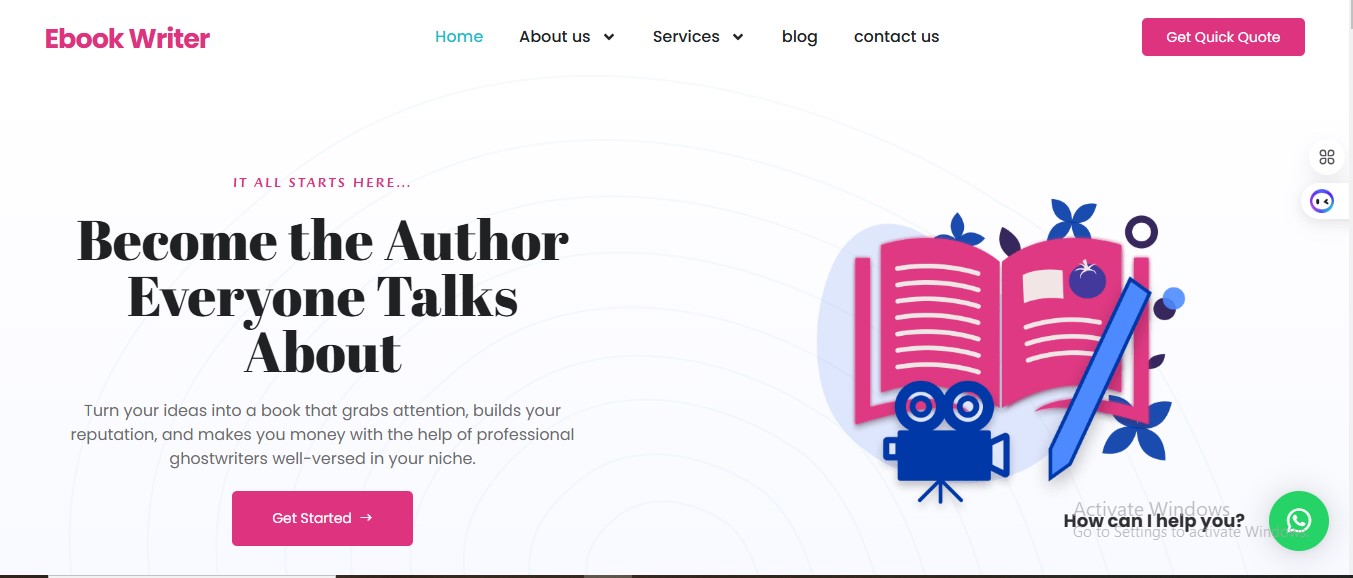 Ebook Writer
Home About us Services blog contact us
Get Quick Quote
IT ALL STARTS HERE...
Become the Author
Everyone Talks
About
Turn your ideas into a book that grabs attention, builds your
reputation, and makes you money with the help of professional
ghostwriters well-versed in your niche.
Get Started →
Activate Windows
How can I help you?
Go to Settings to activate Windows.